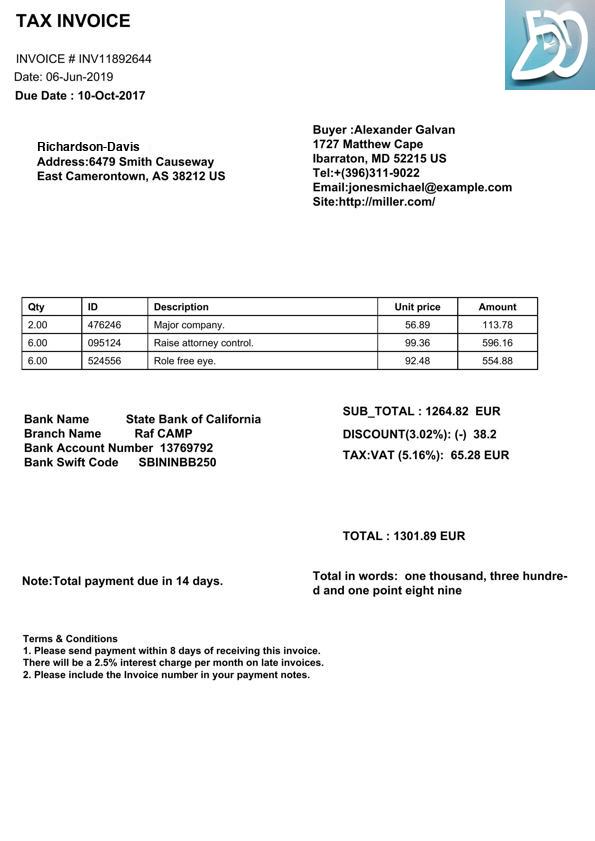 TAX INVOICE
INVOICE # INV11892644
Date: 06-Jun-2019
Due Date : 10-Oct-2017
Buyer :Alexander Galvan
1727 Matthew Cape
Ibarraton, MD 52215 US
Tel:+(396)311-9022
Email:jonesmichael@example.com
Site:http://miller.com/
Richardson-Davis
Address:6479 Smith Causeway
East Camerontown, AS 38212 US
Qty ID Description Unit price Amount
2.00 476246 Major company. 56.89 113.78
6.00 095124 Raise attorney control. 99.36 596.16
6.00 524556 Role free eye. 92.48 554.88
Bank Name State Bank of California
Branch Name Raf CAMP
Bank Account Number 13769792
Bank Swift Code SBININBB250
SUB_TOTAL : 1264.82 EUR
DISCOUNT(3.02%): (-) 38.2
TAX:VAT (5.16%): 65.28 EUR
TOTAL : 1301.89 EUR
Note:Total payment due in 14 days.
Total in words: one thousand, three hundre-
d and one point eight nine
Terms & Conditions
1. Please send payment within 8 days of receiving this invoice.
There will be a 2.5% interest charge per month on late invoices.
2. Please include the Invoice number in your payment notes.